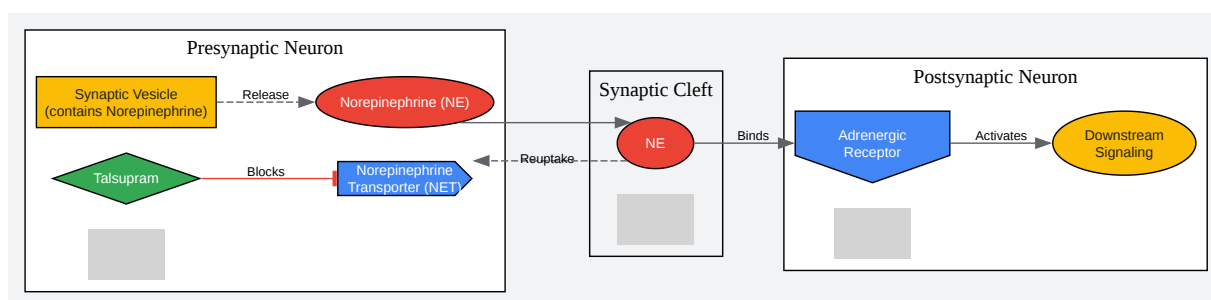 Presynaptic Neuron
Synaptic Vesicle
(contains Norepinephrine)
Release
Norepinephrine (NE)
Talsupram
Blocks
Norepinephrine
Transporter (NET)
Synaptic Cleft
NE
Reuptake
Binds
Postsynaptic Neuron
Adrenergic
Receptor
Activates
Downstream
Signaling